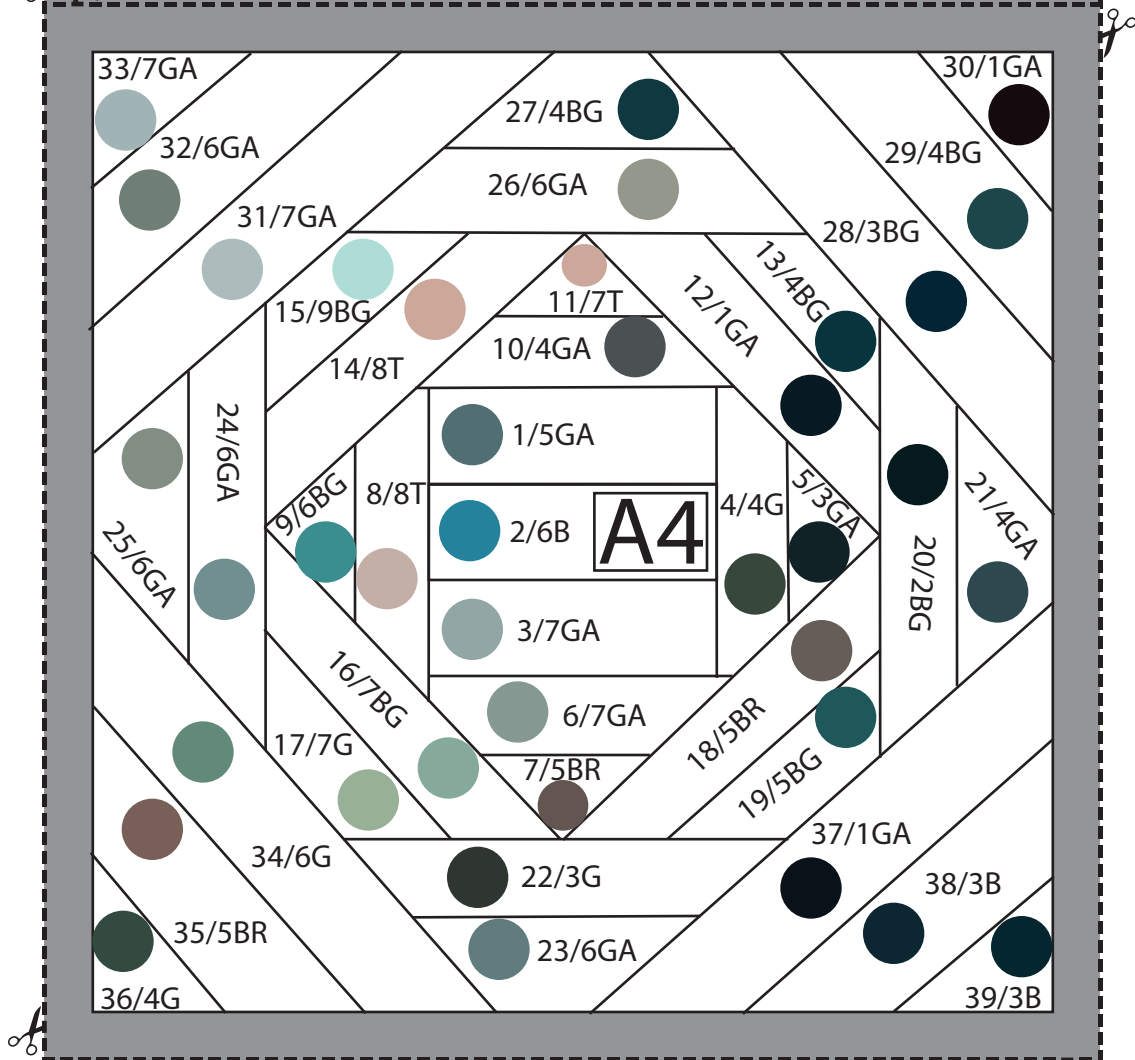 33/7GA
30/1GA
27/4BG
32/6GA
29/4BG
26/6GA
31/7GA
28/3BG
13/4BG
15/9BG
11/7T
12/1GA
10/4GA
14/8T
1/5GA
24/6GA
9/6BG
8/8T
4/4G
5/3GA
21/4GA
2/6B
A4
25/6GA
20/2BG
3/7GA
16/7BG
6/7GA
18/5BR
17/7G
7/5BR
19/5BG
37/1GA
34/6G
22/3G
38/3B
35/5BR
23/6GA
36/4G
39/3B